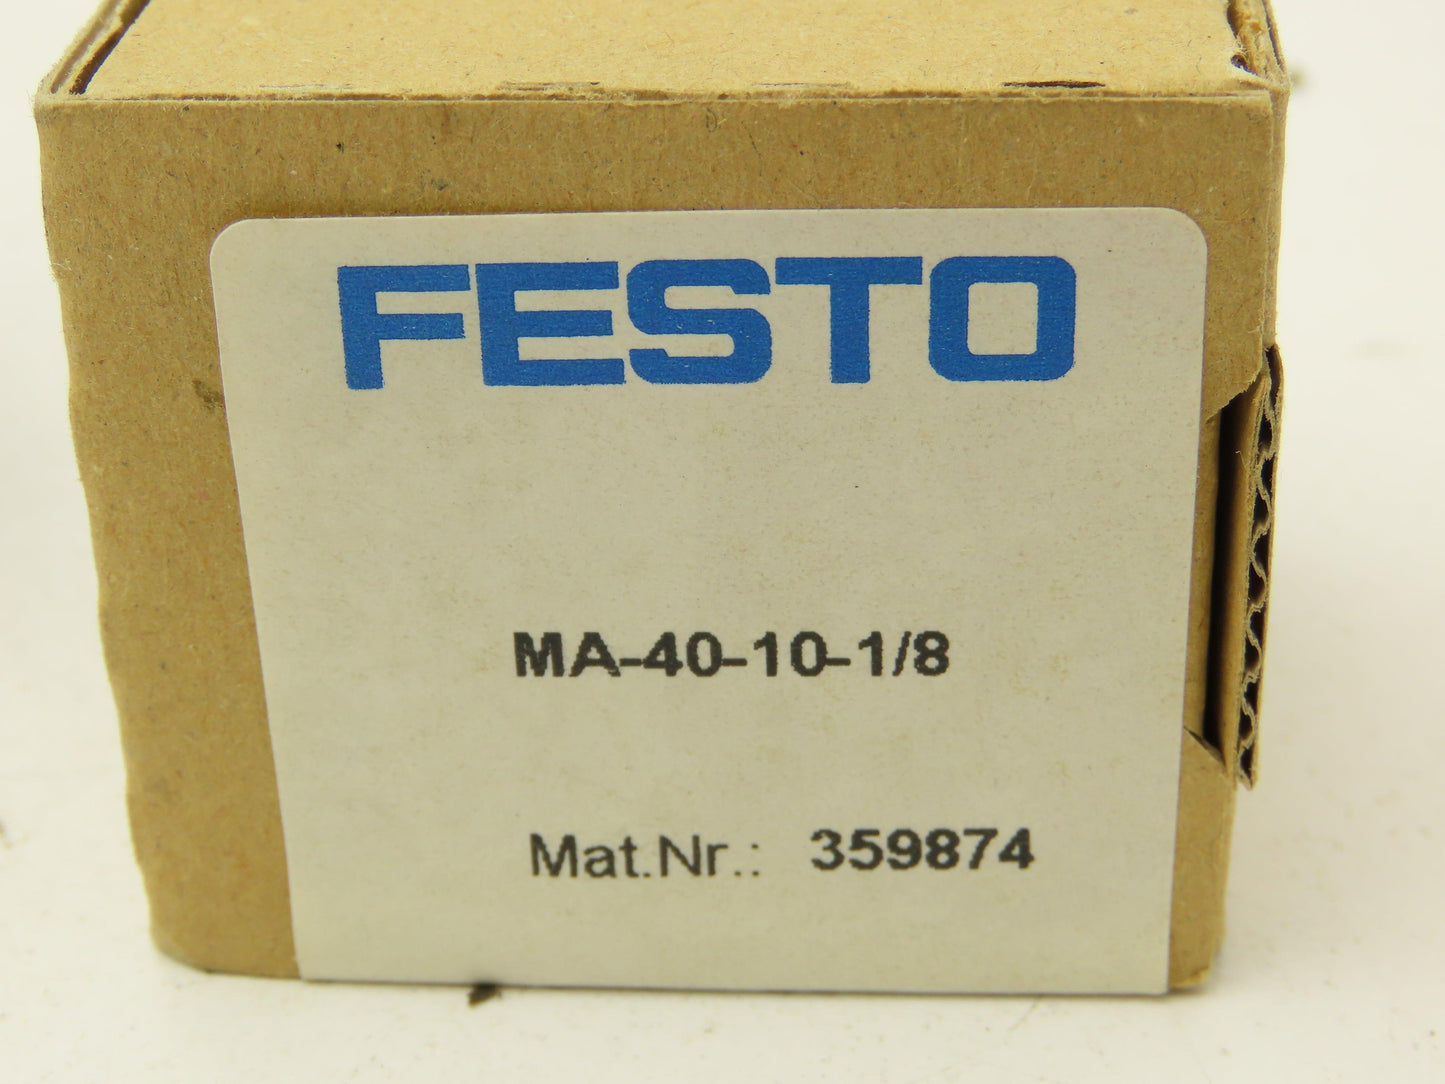 FESTO
MA-40-10-1/8
Mat.Nr.: 359874